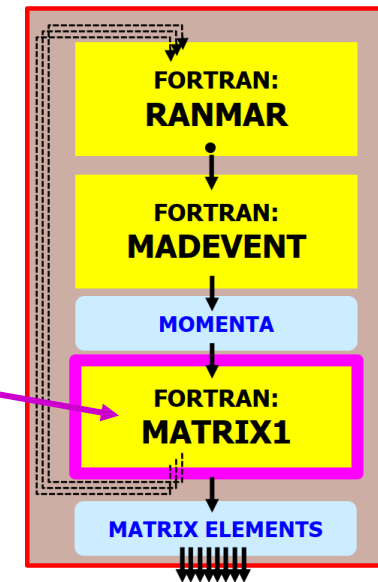 FORTRAN:
RANMAR
FORTRAN:
MADEVENT
MOMENTA
FORTRAN:
MATRIX1
MATRIX ELEMENTS